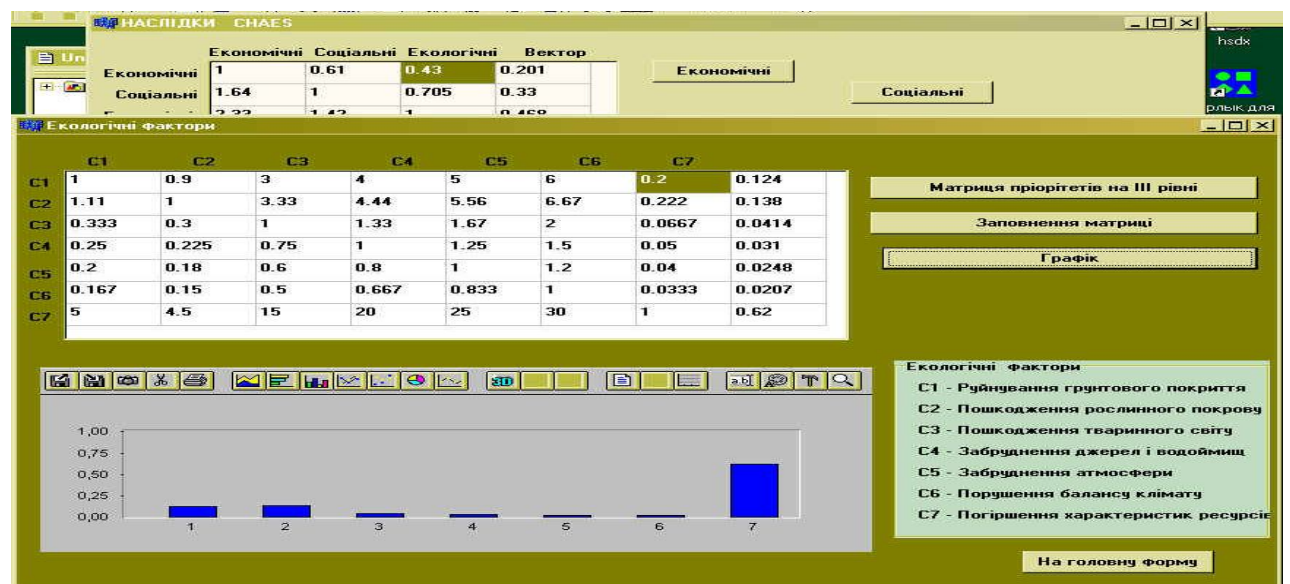 НАСЛІДКИ CHAES
hsdx
Un
Економічні Соціальні Екологічні Вектор
Економічні 1 0.61 0.43 0.201 Економічні
Соціальні 1.64 1 0.705 0.33 Соціальні
рлык для
Екологічні фактори
C1 C2 C3 C4 C5 C6 C7
C1 1 0.9 3 4 5 6 0.2 0.124
C2 1.11 1 3.33 4.44 5.56 6.67 0.222 0.138
C3 0.333 0.3 1 1.33 1.67 2 0.0667 0.0414
C4 0.25 0.225 0.75 1 1.25 1.5 0.05 0.031
C5 0.2 0.18 0.6 0.8 1 1.2 0.04 0.0248
C6 0.167 0.15 0.5 0.667 0.833 1 0.0333 0.0207
C7 5 4.5 15 20 25 30 1 0.62
Матриця пріорітетів на III рівні
Заповнення матриці
Графік
3D
a.b
1,00
0,75
0,50
0,25
0,00
1 2 3 4 5 6 7
Екологічні фактори
C1 - Руйнування грунтового покриття
C2 - Пошкодження рослинного покрову
C3 - Пошкодження тваринного світу
C4 - Забруднення джерел і водоймищ
C5 - Забруднення атмосфери
C6 - Порушення балансу клімату
C7 - Погіршення характеристик ресурсів
На головну форму